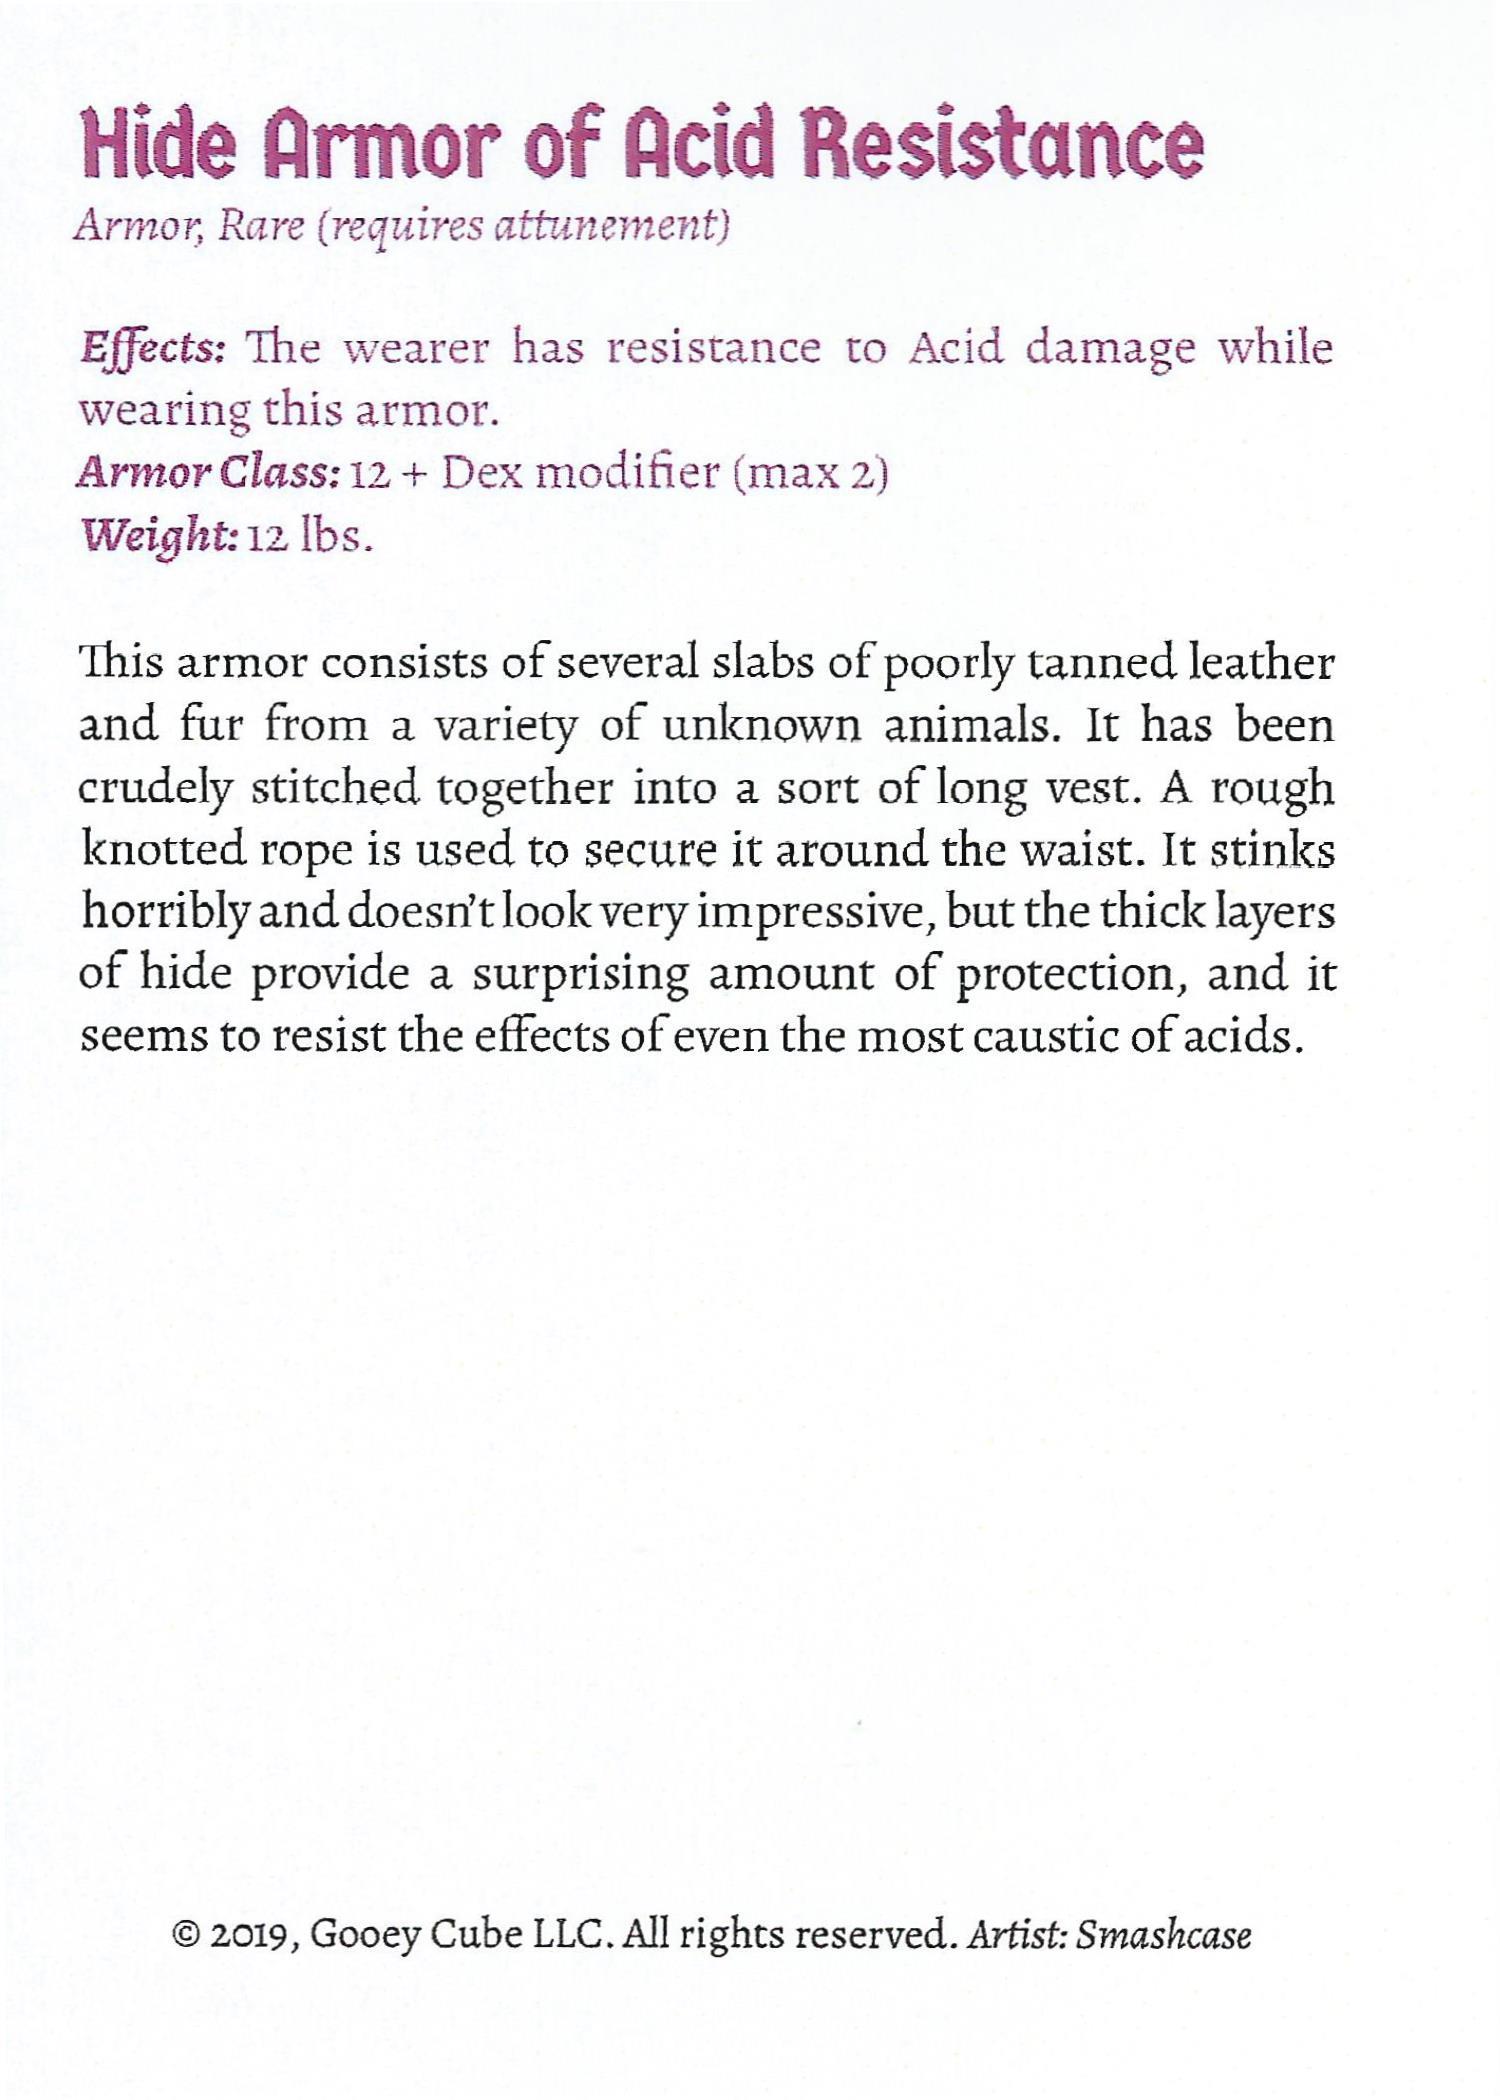 Hide Armor of Acid Resistance
Armor, Rare (requires attunement)
Effects: The wearer has resistance to Acid damage while
wearing this armor.
Armor Class: 12 + Dex modifier (max 2)
Weight: 12 lbs.
This armor consists of several slabs of poorly tanned leather
and fur from a variety of unknown animals. It has been
crudely stitched together into a sort of long vest. A rough
knotted rope is used to secure it around the waist. It stinks
horribly and doesn't look very impressive, but the thick layers
of hide provide a surprising amount of protection, and it
seems to resist the effects of even the most caustic of acids.
© 2019, Gooey Cube LLC. All rights reserved. Artist: Smashcase